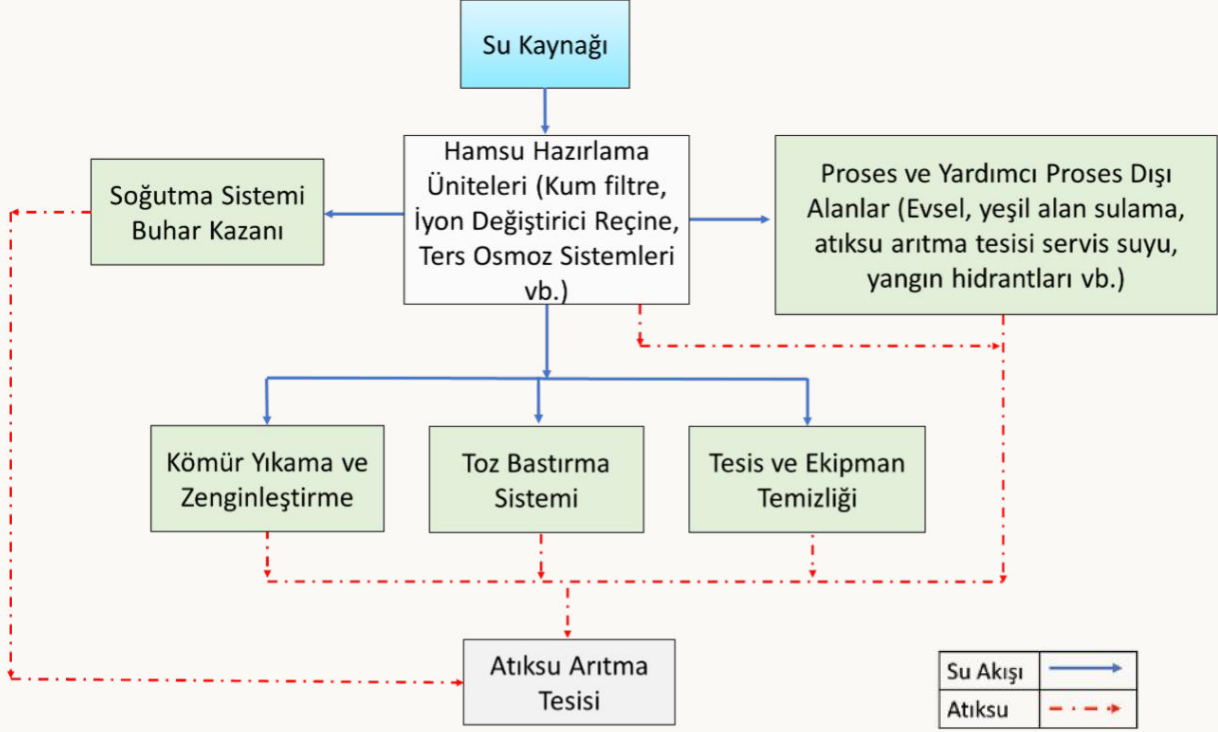 Su Kaynağı
Hamsu Hazırlama
Üniteleri (Kum filtre,
İyon Değiştirici Reçine,
Ters Osmoz Sistemleri
vb.)
Soğutma Sistemi
Buhar Kazanı
Proses ve Yardımcı Proses Dışı
Alanlar (Evsel, yeşil alan sulama,
atıksu arıtma tesisi servis suyu,
yangın hidrantları vb.)
Kömür Yıkama ve
Zenginleştirme
Toz Bastırma
Sistemi
Tesis ve Ekipman
Temizliği
Atıksu Arıtma
Tesisi
Su Akışı
Atıksu